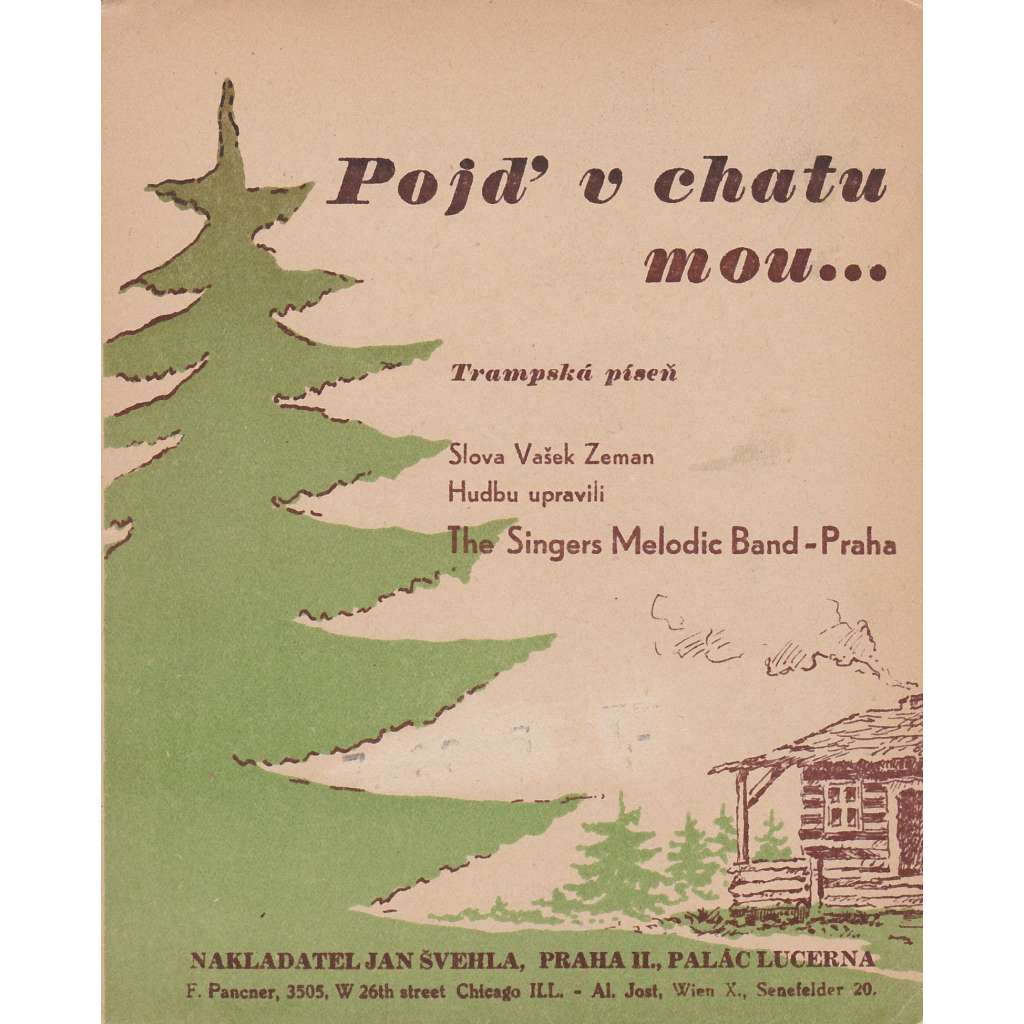 Pojď v chatu
mou...
Trampská píseň
Slova Vašek Zeman
Hudbu upravili
The Singers Melodic Band - Praha
NAKLADATEL JAN ŠVEHLA, PRAHA II., PALÁC LUCERNA
F. Pancner, 3505, W 26th street Chicago ILL. - Al. Jost, Wien X., Senefelder 20.